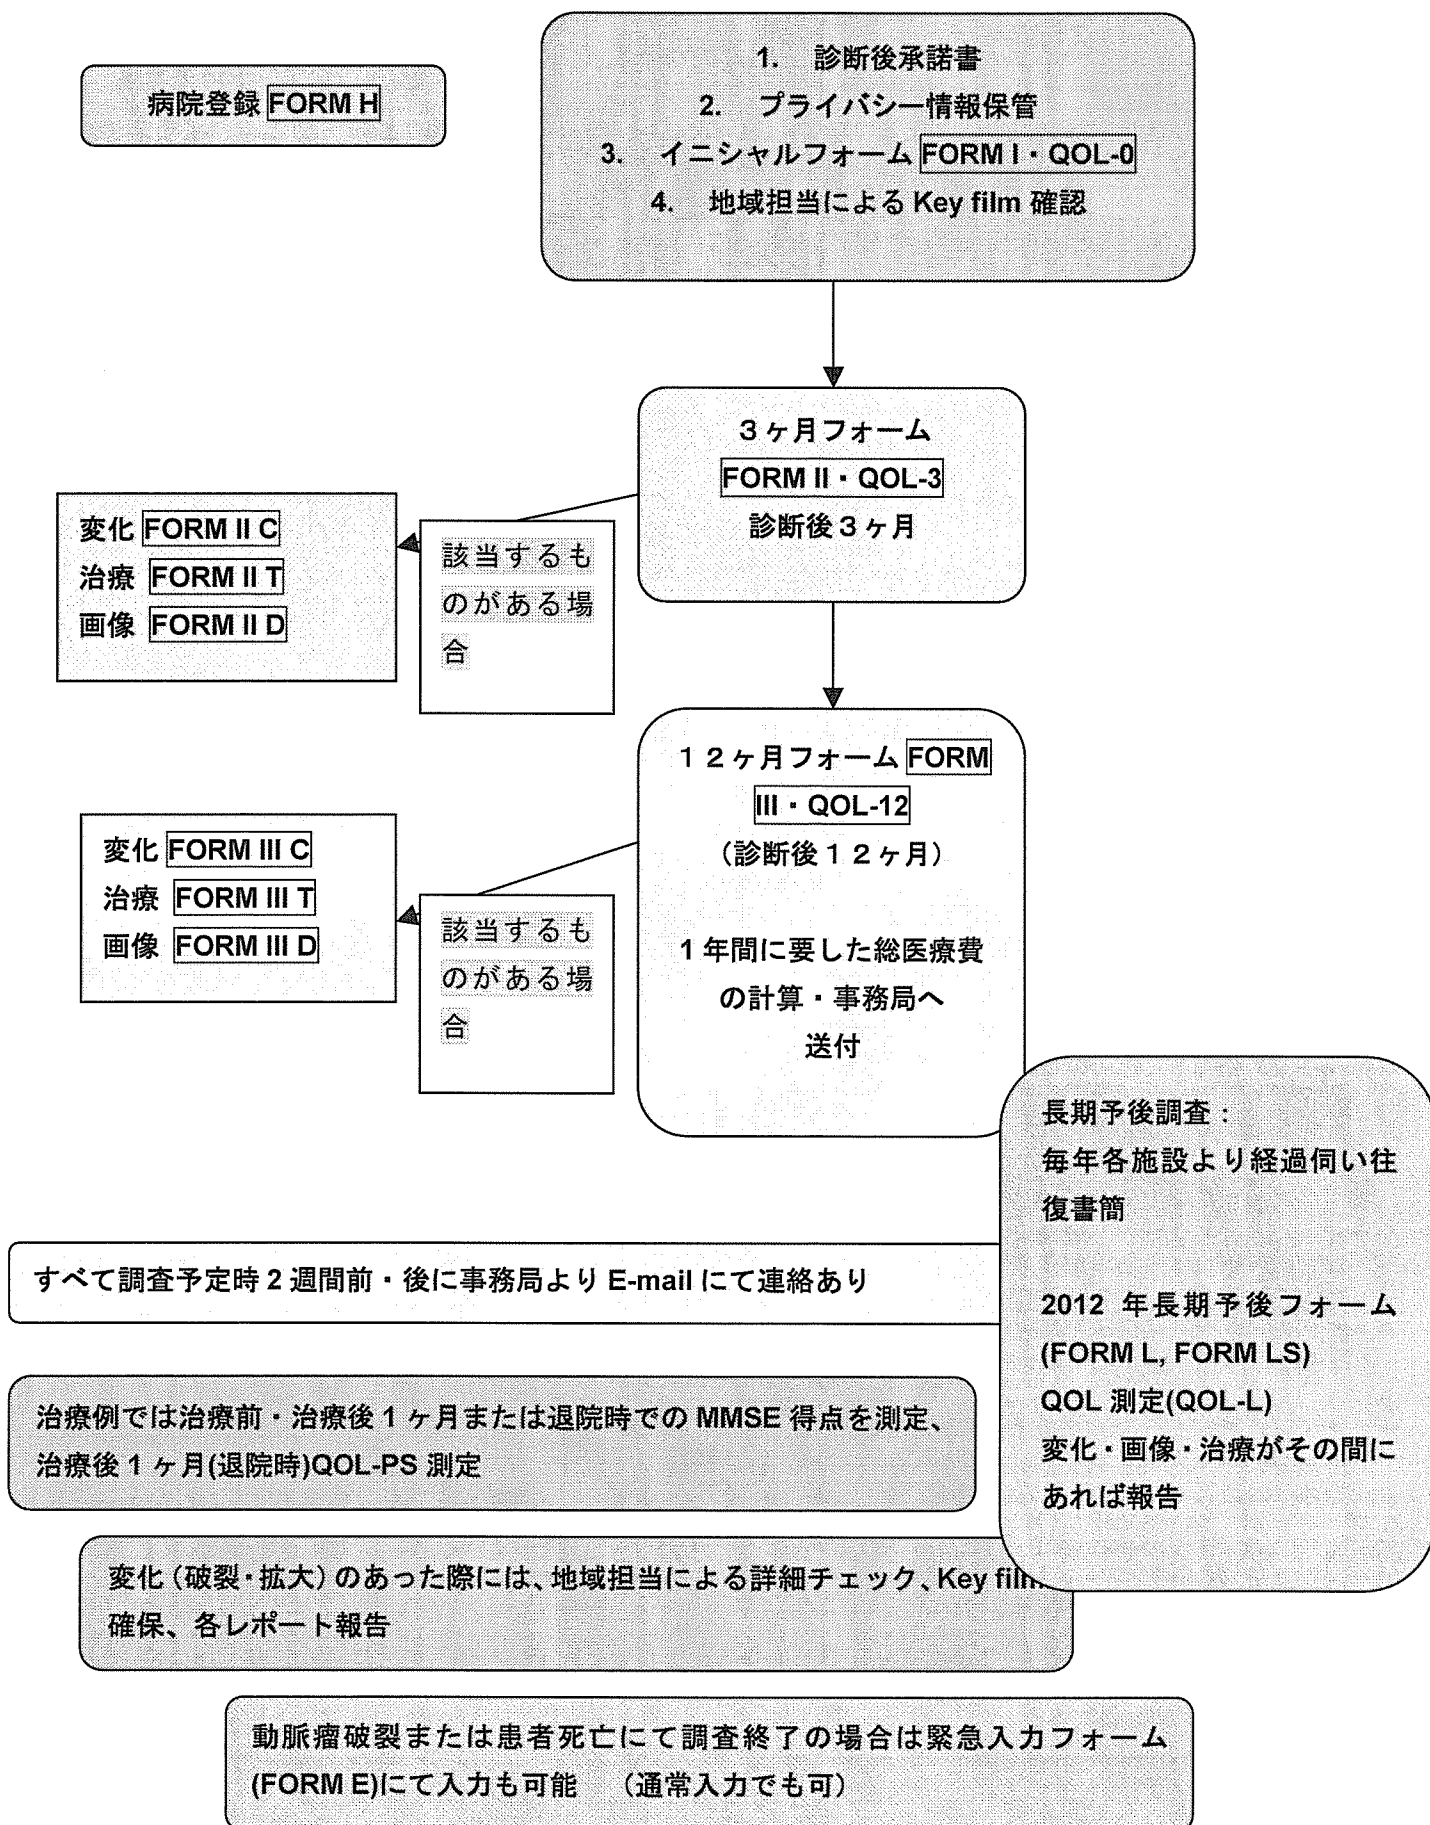 病院登録 FORM H
1. 診断後承諾書
2. プライバシー情報保管
3. イニシャルフォーム FORM I・QOL-0
4. 地域担当による Key film 確認
３ヶ月フォーム
FORM II・QOL-3
診断後３ヶ月
変化 FORM II C
治療 FORM II T
画像 FORM II D
該当するも
のがある場
合
１２ヶ月フォーム FORM
III・QOL-12
（診断後１２ヶ月）
1 年間に要した総医療費
の計算・事務局へ
送付
変化 FORM III C
治療 FORM III T
画像 FORM III D
該当するも
のがある場
合
長期予後調査：
毎年各施設より経過伺い往
復書簡
2012 年長期予後フォーム
(FORM L, FORM LS)
QOL 測定(QOL-L)
変化・画像・治療がその間に
あれば報告
すべて調査予定時 2 週間前・後に事務局より E-mail にて連絡あり
治療例では治療前・治療後 1 ヶ月または退院時での MMSE 得点を測定、
治療後 1 ヶ月(退院時)QOL-PS 測定
変化（破裂・拡大）のあった際には、地域担当による詳細チェック、Key film
確保、各レポート報告
動脈瘤破裂または患者死亡にて調査終了の場合は緊急入力フォーム
(FORM E)にて入力も可能　（通常入力でも可）